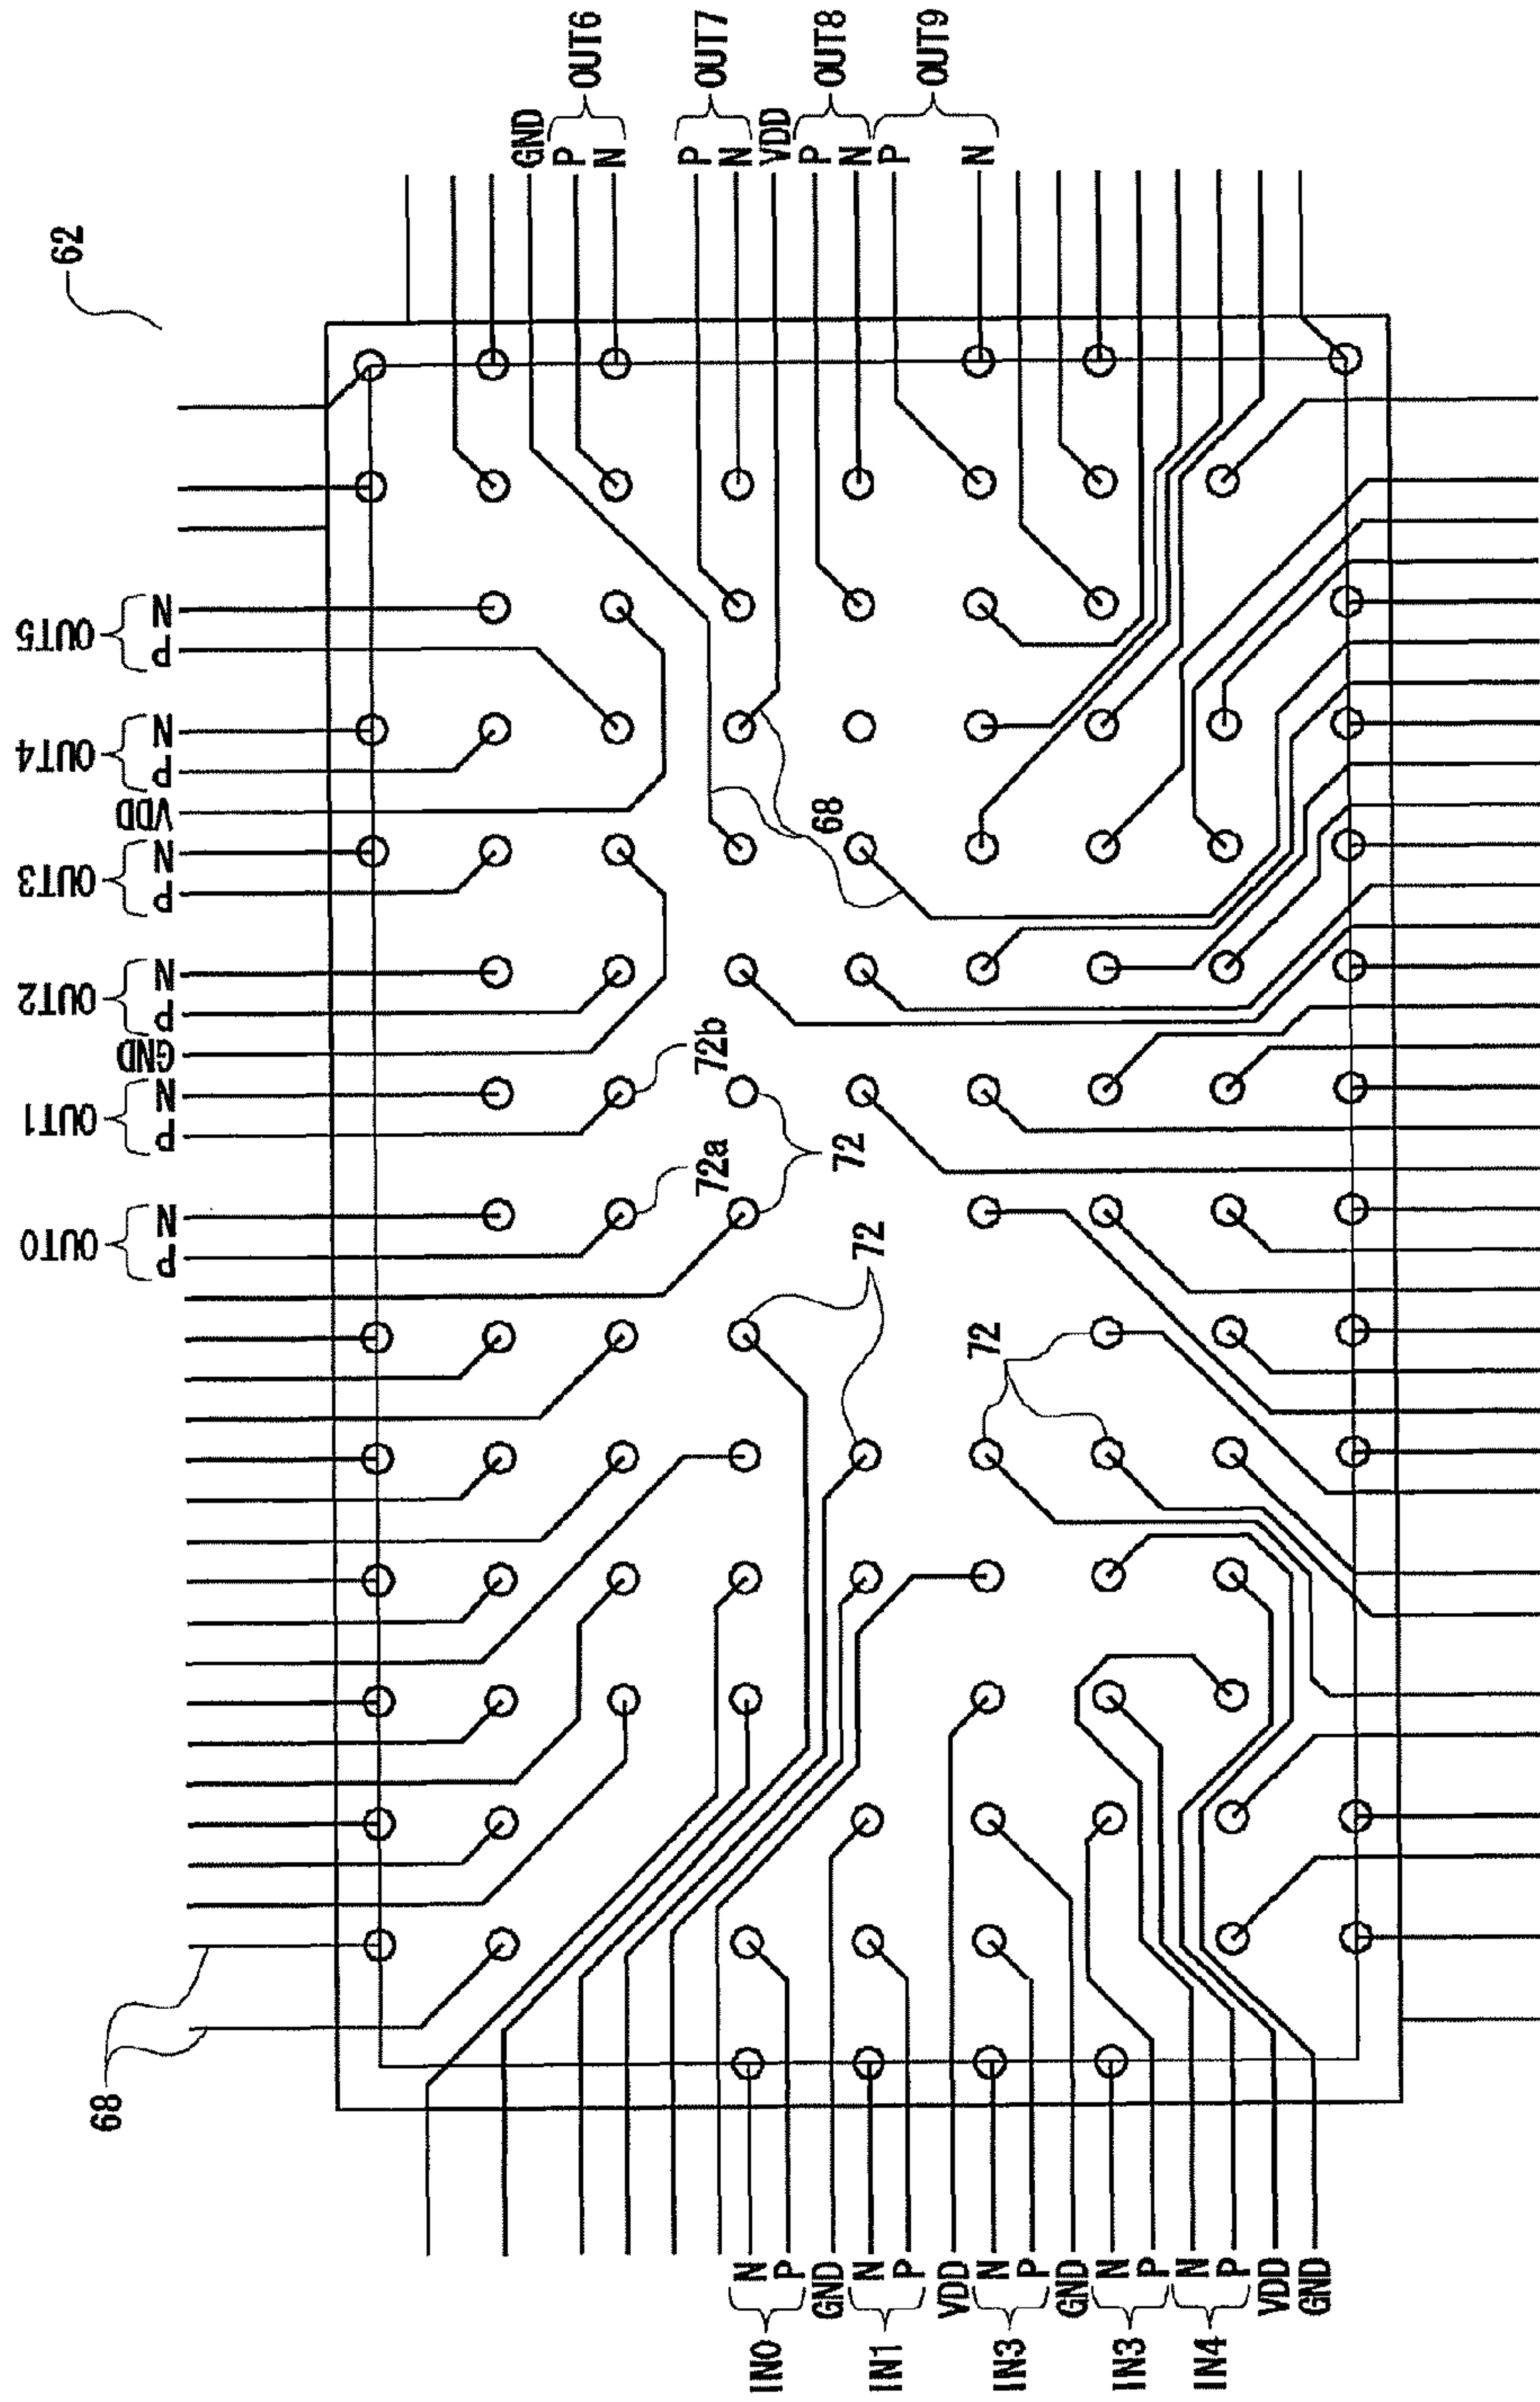 62
GND
P
N
OUT6
P
N
OUT7
VDD
P
N
OUT8
P
N
OUT9
N
P
OUT5
N
P
OUT4
VDD
N
P
OUT3
N
P
OUT2
GND
N
P
OUT1
N
P
OUT0
68
72b
72a
72
72
72
68
N
P
IN0
GND
N
P
IN1
VDD
N
P
IN3
GND
N
P
IN3
N
P
IN4
VDD
GND